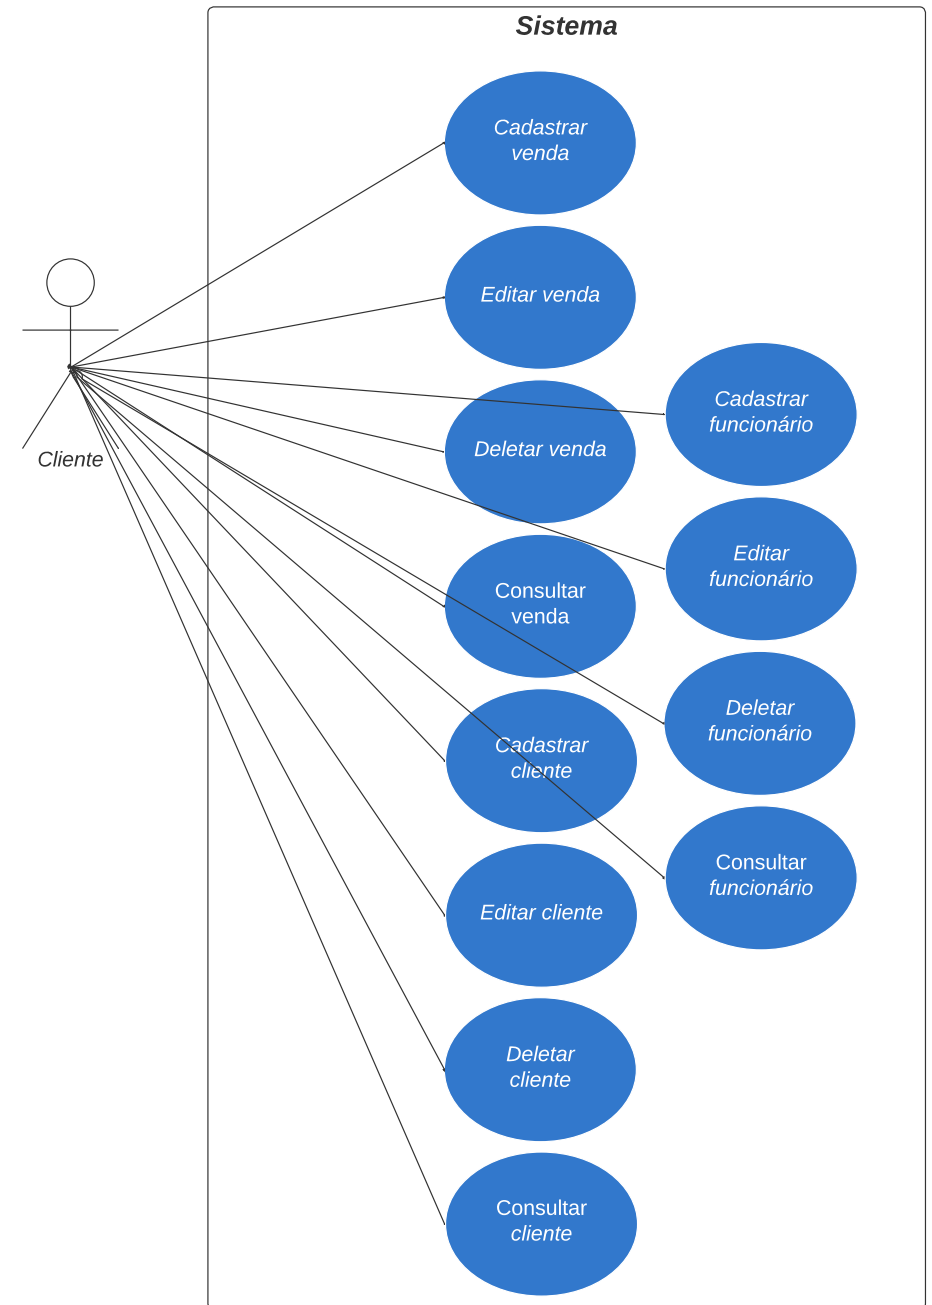 Sistema
Cadastrar
venda
Editar venda
Deletar venda
Consultar
venda
Cadastrar
cliente
Editar cliente
Deletar
cliente
Consultar
cliente
Cadastrar
funcionário
Editar
funcionário
Deletar
funcionário
Consultar
funcionário
Cliente